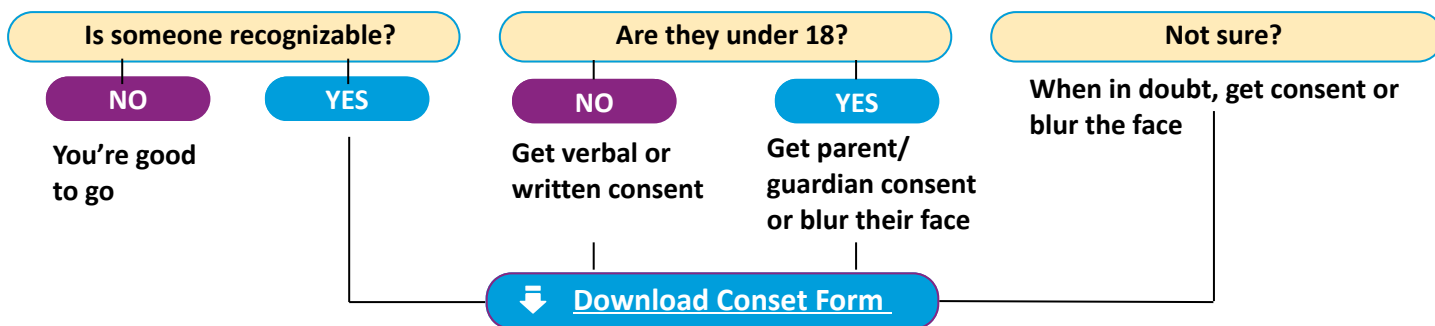 Is someone recognizable?
NO
YES
You're good
to go
Are they under 18?
NO
YES
Get verbal or
written consent
Get parent/
guardian consent
or blur their face
Not sure?
When in doubt, get consent or
blur the face
Download Conset Form